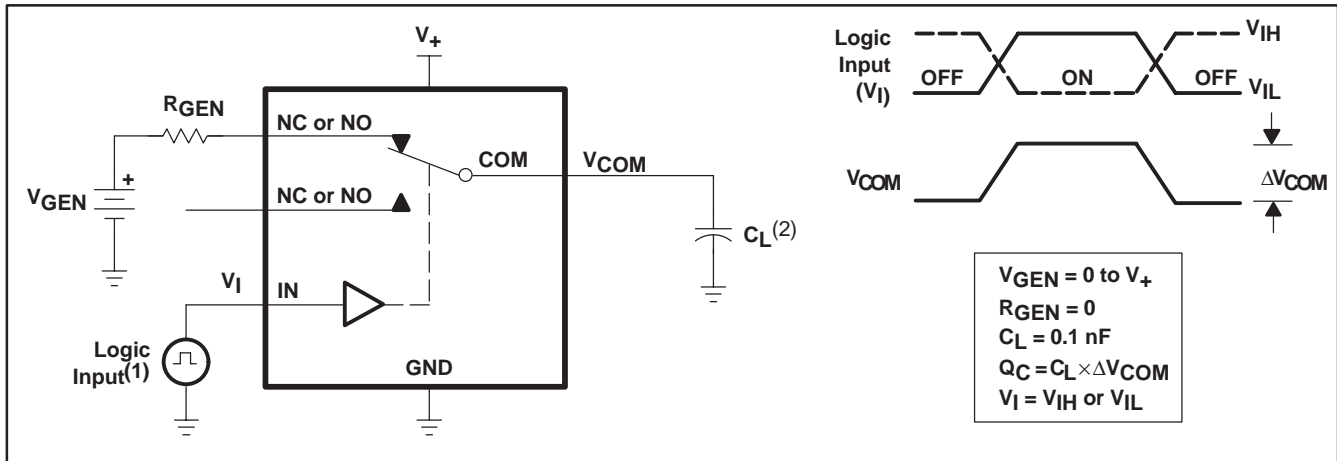 V+
RGEN
NC or NO
COM
VCOM
VGEN
+
NC or NO
CL(2)
VI
IN
Logic
Input(1)
GND
Logic
Input
(VI)
OFF
ON
OFF
VIH
VIL
VCOM
ΔVCOM
VGEN = 0 to V+
RGEN = 0
CL = 0.1 nF
QC = CL × ΔVCOM
VI = VIH or VIL